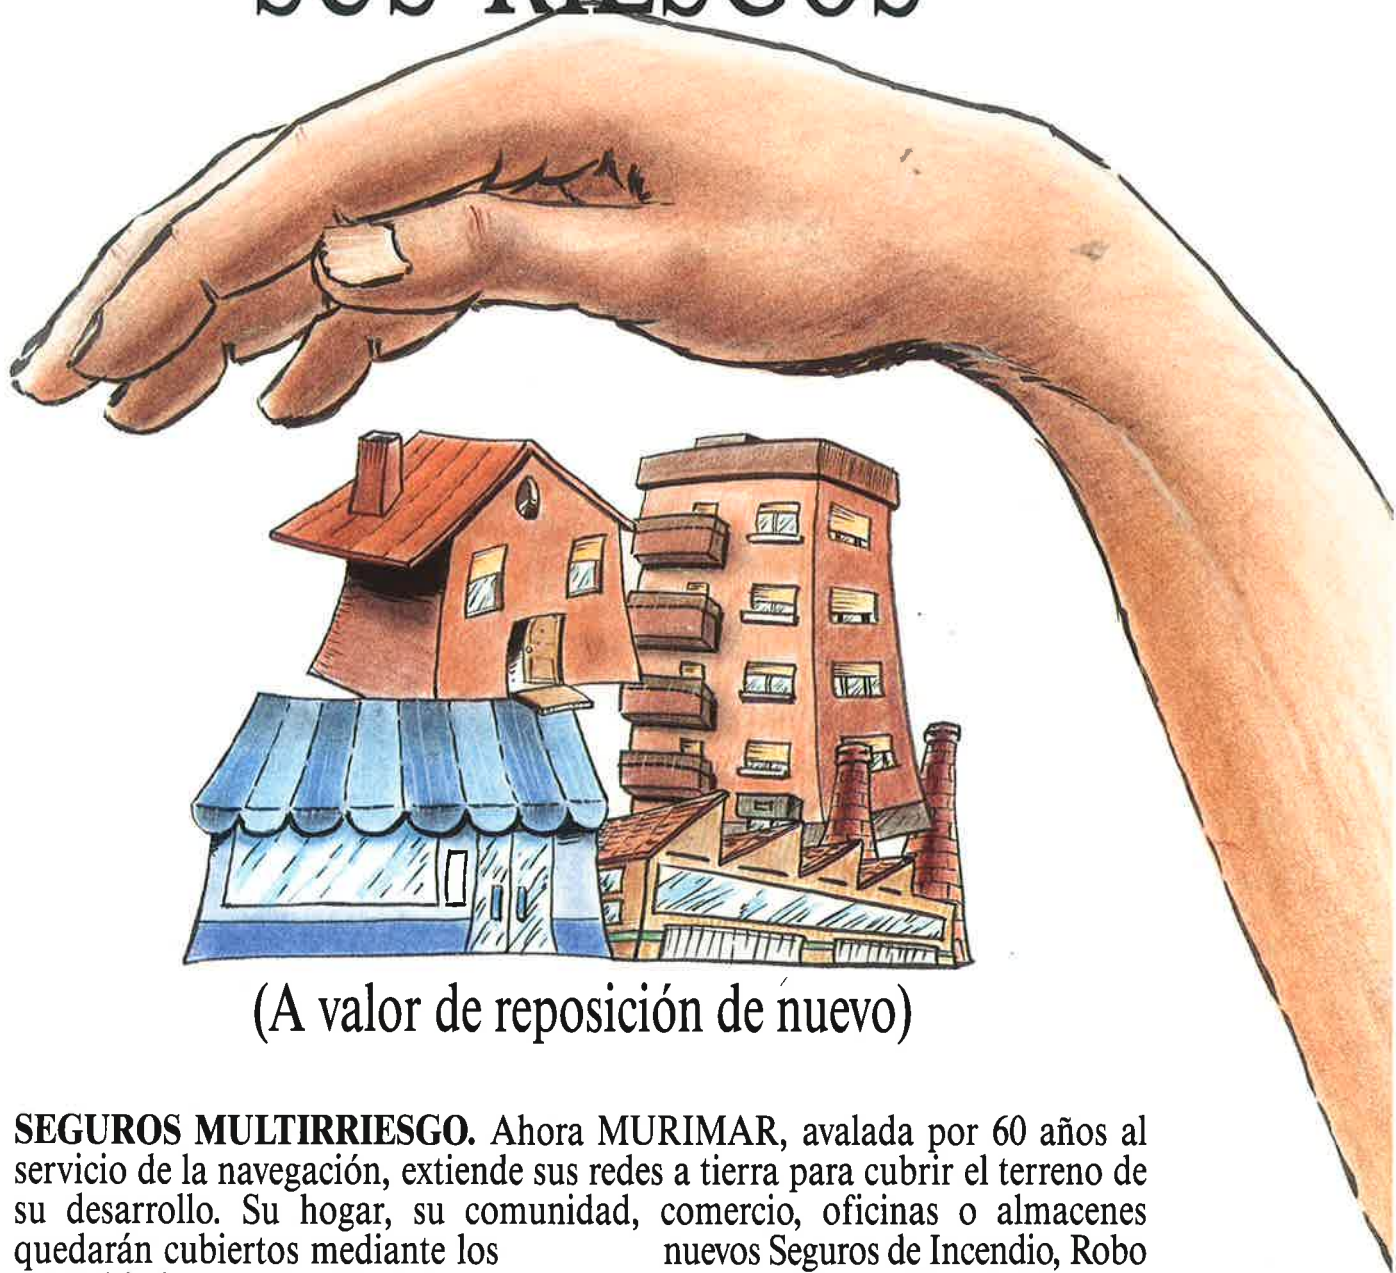 SUS RIESGOS
(A valor de reposición de nuevo)
SEGUROS MULTIRRIESGO. Ahora MURIMAR, avalada por 60 años al
servicio de la navegación, extiende sus redes a tierra para cubrir el terreno de
su desarrollo. Su hogar, su comunidad, comercio, oficinas o almacenes
quedarán cubiertos mediante los nuevos Seguros de Incendio, Robo